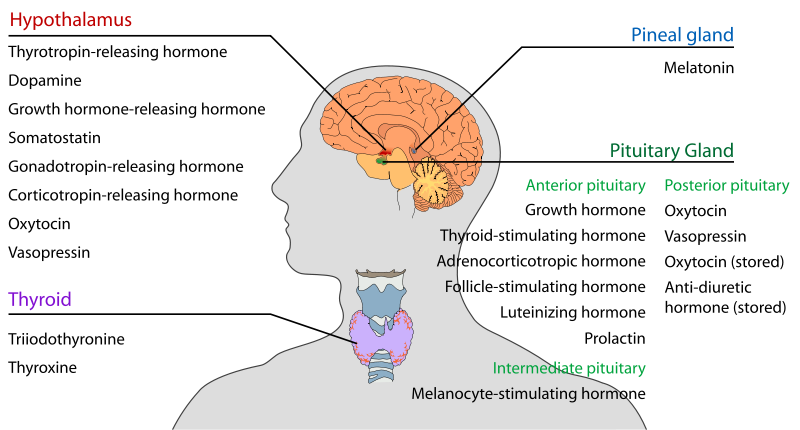 Hypothalamus
Thyrotropin-releasing hormone
Dopamine
Growth hormone-releasing hormone
Somatostatin
Gonadotropin-releasing hormone
Corticotropin-releasing hormone
Oxytocin
Vasopressin
Thyroid
Triiodothyronine
Thyroxine
Pineal gland
Melatonin
Pituitary Gland
Anterior pituitary
Growth hormone
Thyroid-stimulating hormone
Adrenocorticotropic hormone
Follicle-stimulating hormone
Luteinizing hormone
Prolactin
Intermediate pituitary
Melanocyte-stimulating hormone
Posterior pituitary
Oxytocin
Vasopressin
Oxytocin (stored)
Anti-diuretic
hormone (stored)